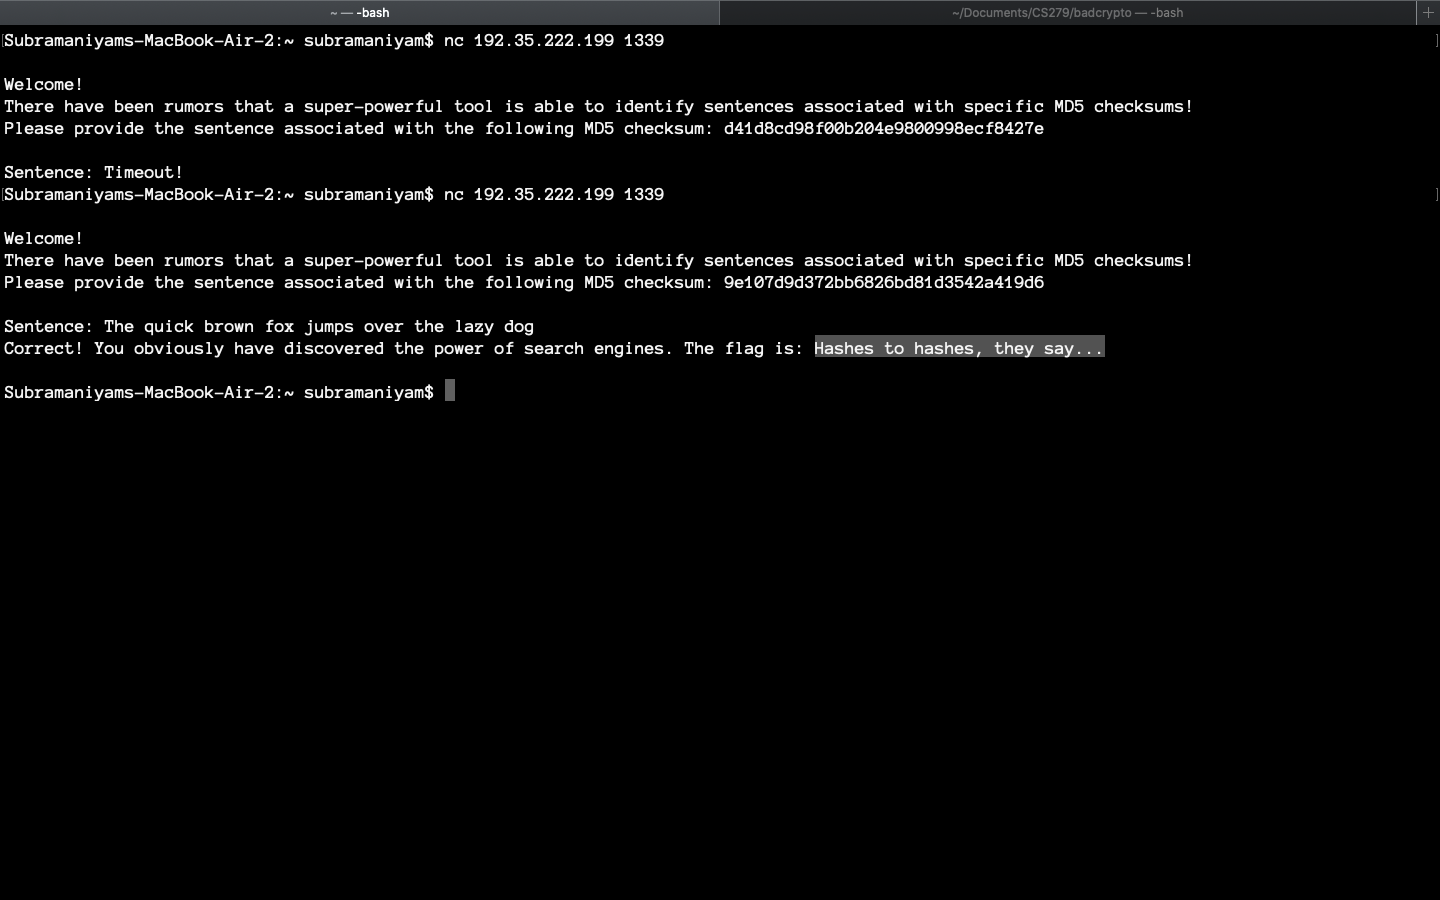 ~ — -bash
~/Documents/CS279/badcrypto — -bash
+
[Subramaniyams-MacBook-Air-2:~ subramaniyam$ nc 192.35.222.199 1339 ]
Welcome!
There have been rumors that a super-powerful tool is able to identify sentences associated with specific MD5 checksums!
Please provide the sentence associated with the following MD5 checksum: d41d8cd98f00b204e9800998ecf8427e
Sentence: Timeout!
[Subramaniyams-MacBook-Air-2:~ subramaniyam$ nc 192.35.222.199 1339 ]
Welcome!
There have been rumors that a super-powerful tool is able to identify sentences associated with specific MD5 checksums!
Please provide the sentence associated with the following MD5 checksum: 9e107d9d372bb6826bd81d3542a419d6
Sentence: The quick brown fox jumps over the lazy dog
Correct! You obviously have discovered the power of search engines. The flag is: Hashes to hashes, they say...
Subramaniyams-MacBook-Air-2:~ subramaniyam$